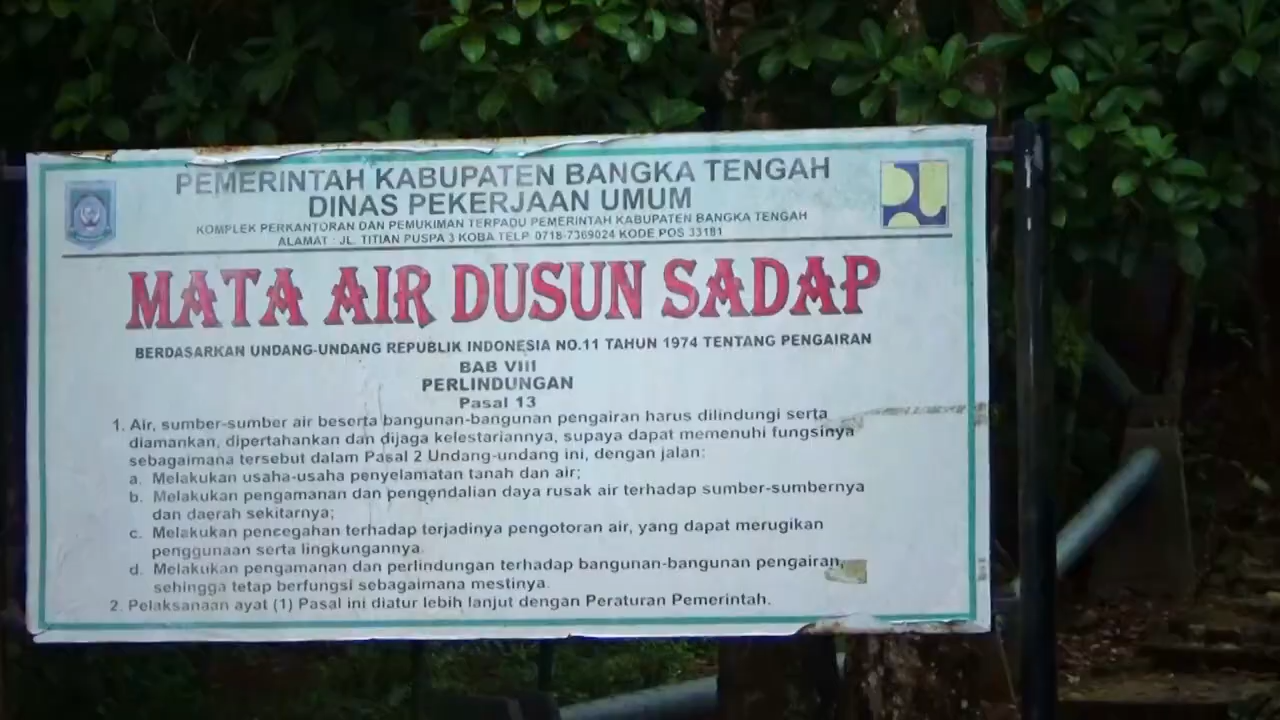 PEMERINTAH KABUPATEN BANGKA TENGAH
DINAS PEKERJAAN UMUM
KOMPLEK PERKANTORAN DAN PEMUKIMAN TERPADU PEMERINTAH KABUPATEN BANGKA TENGAH
ALAMAT : JL. TITIAN PUSPA 3 KOBA TELP. 0718-7369024 KODE POS 33181
MATA AIR DUSUN SADAP
BERDASARKAN UNDANG-UNDANG REPUBLIK INDONESIA NO.11 TAHUN 1974 TENTANG PENGAIRAN
BAB VIII
PERLINDUNGAN
Pasal 13
1. Air, sumber-sumber air beserta bangunan-bangunan pengairan harus dilindungi serta
diamankan, dipertahankan dan dijaga kelestariannya, supaya dapat memenuhi fungsinya
sebagaimana tersebut dalam Pasal 2 Undang-undang ini, dengan jalan:
a. Melakukan usaha-usaha penyelamatan tanah dan air;
b. Melakukan pengamanan dan pengendalian daya rusak air terhadap sumber-sumbernya
dan daerah sekitarnya;
c. Melakukan pencegahan terhadap terjadinya pengotoran air, yang dapat merugikan
penggunaan serta lingkungannya.
d. Melakukan pengamanan dan perlindungan terhadap bangunan-bangunan pengairan,
sehingga tetap berfungsi sebagaimana mestinya.
2. Pelaksanaan ayat (1) Pasal ini diatur lebih lanjut dengan Peraturan Pemerintah.